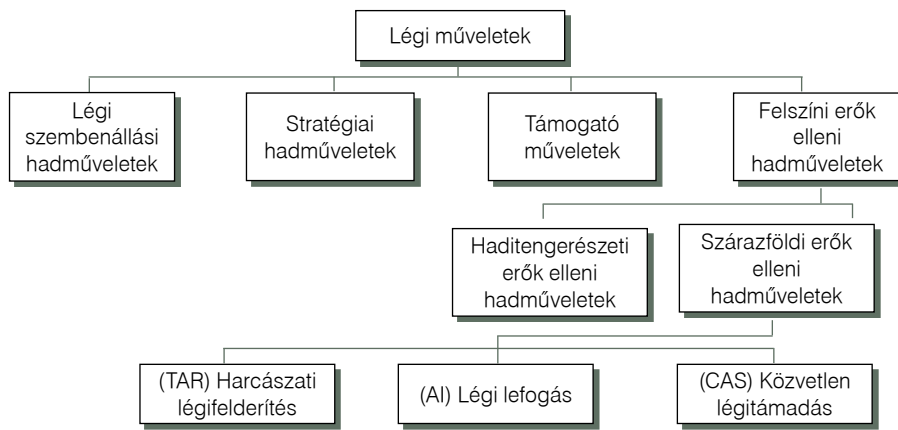 Légi műveletek
Légi
szembenállási
hadműveletek
Stratégiai
hadműveletek
Támogató
műveletek
Felszíni erők
elleni
hadműveletek
Haditengerészeti
erők elleni
hadműveletek
Szárazföldi erők
elleni
hadműveletek
(TAR) Harcászati
légifelderítés
(AI) Légi lefogás
(CAS) Közvetlen
légitámadás